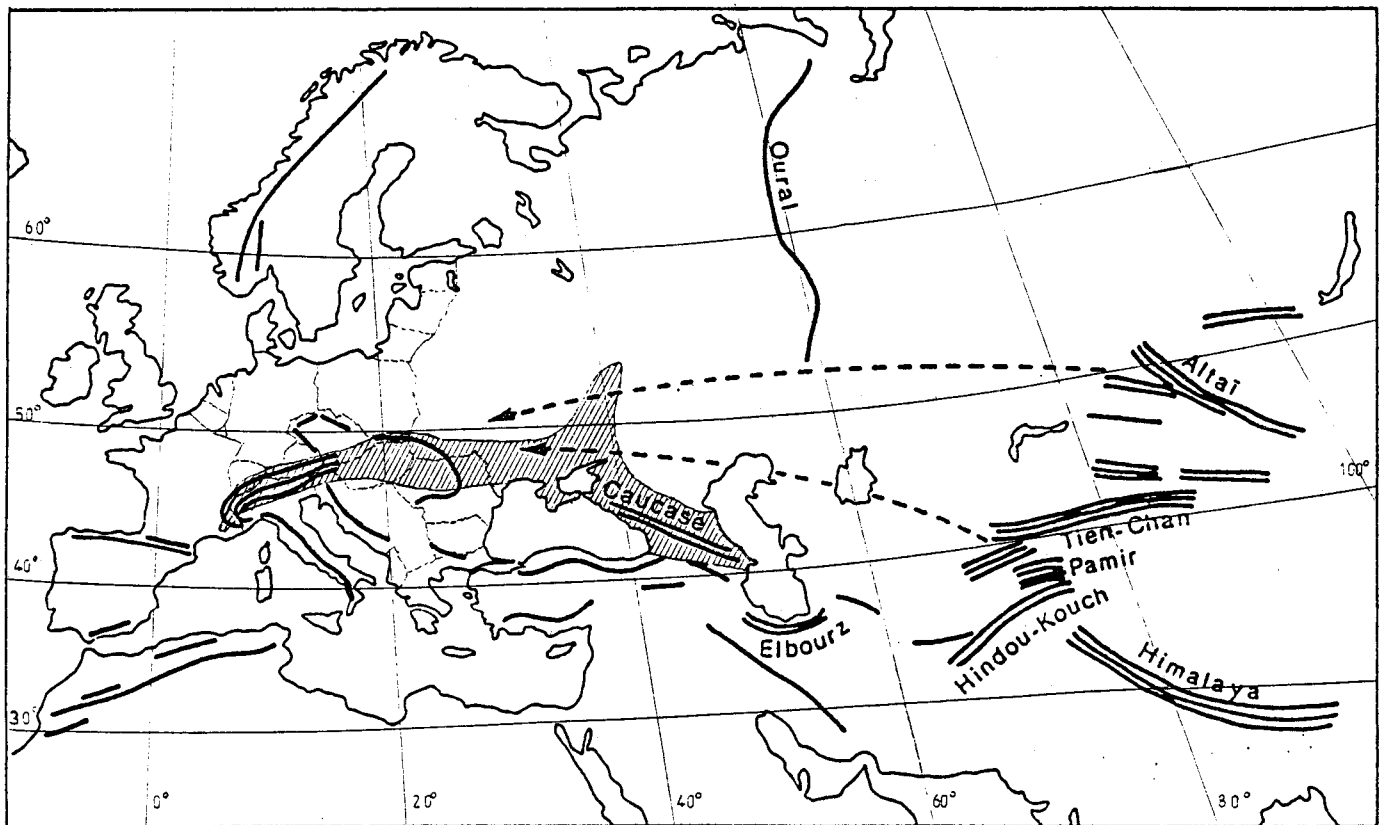 Oural
60°
Altaï
50°
100°
Caucase
Tien-Chan
Pamir
40°
Elbourz
Hindou-Kouch
Himalaya
30°
0°
20°
40°
60°
80°